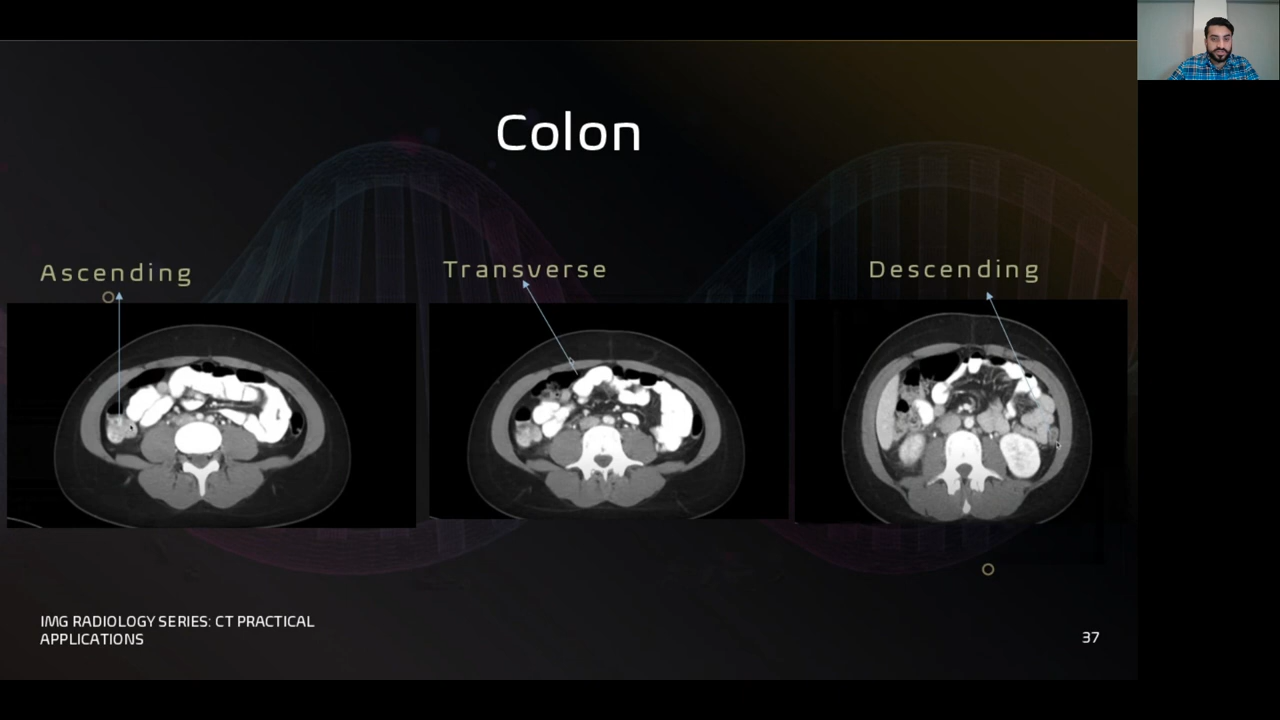 Colon
Ascending
Transverse
Descending
IMG RADIOLOGY SERIES: CT PRACTICAL
APPLICATIONS
37